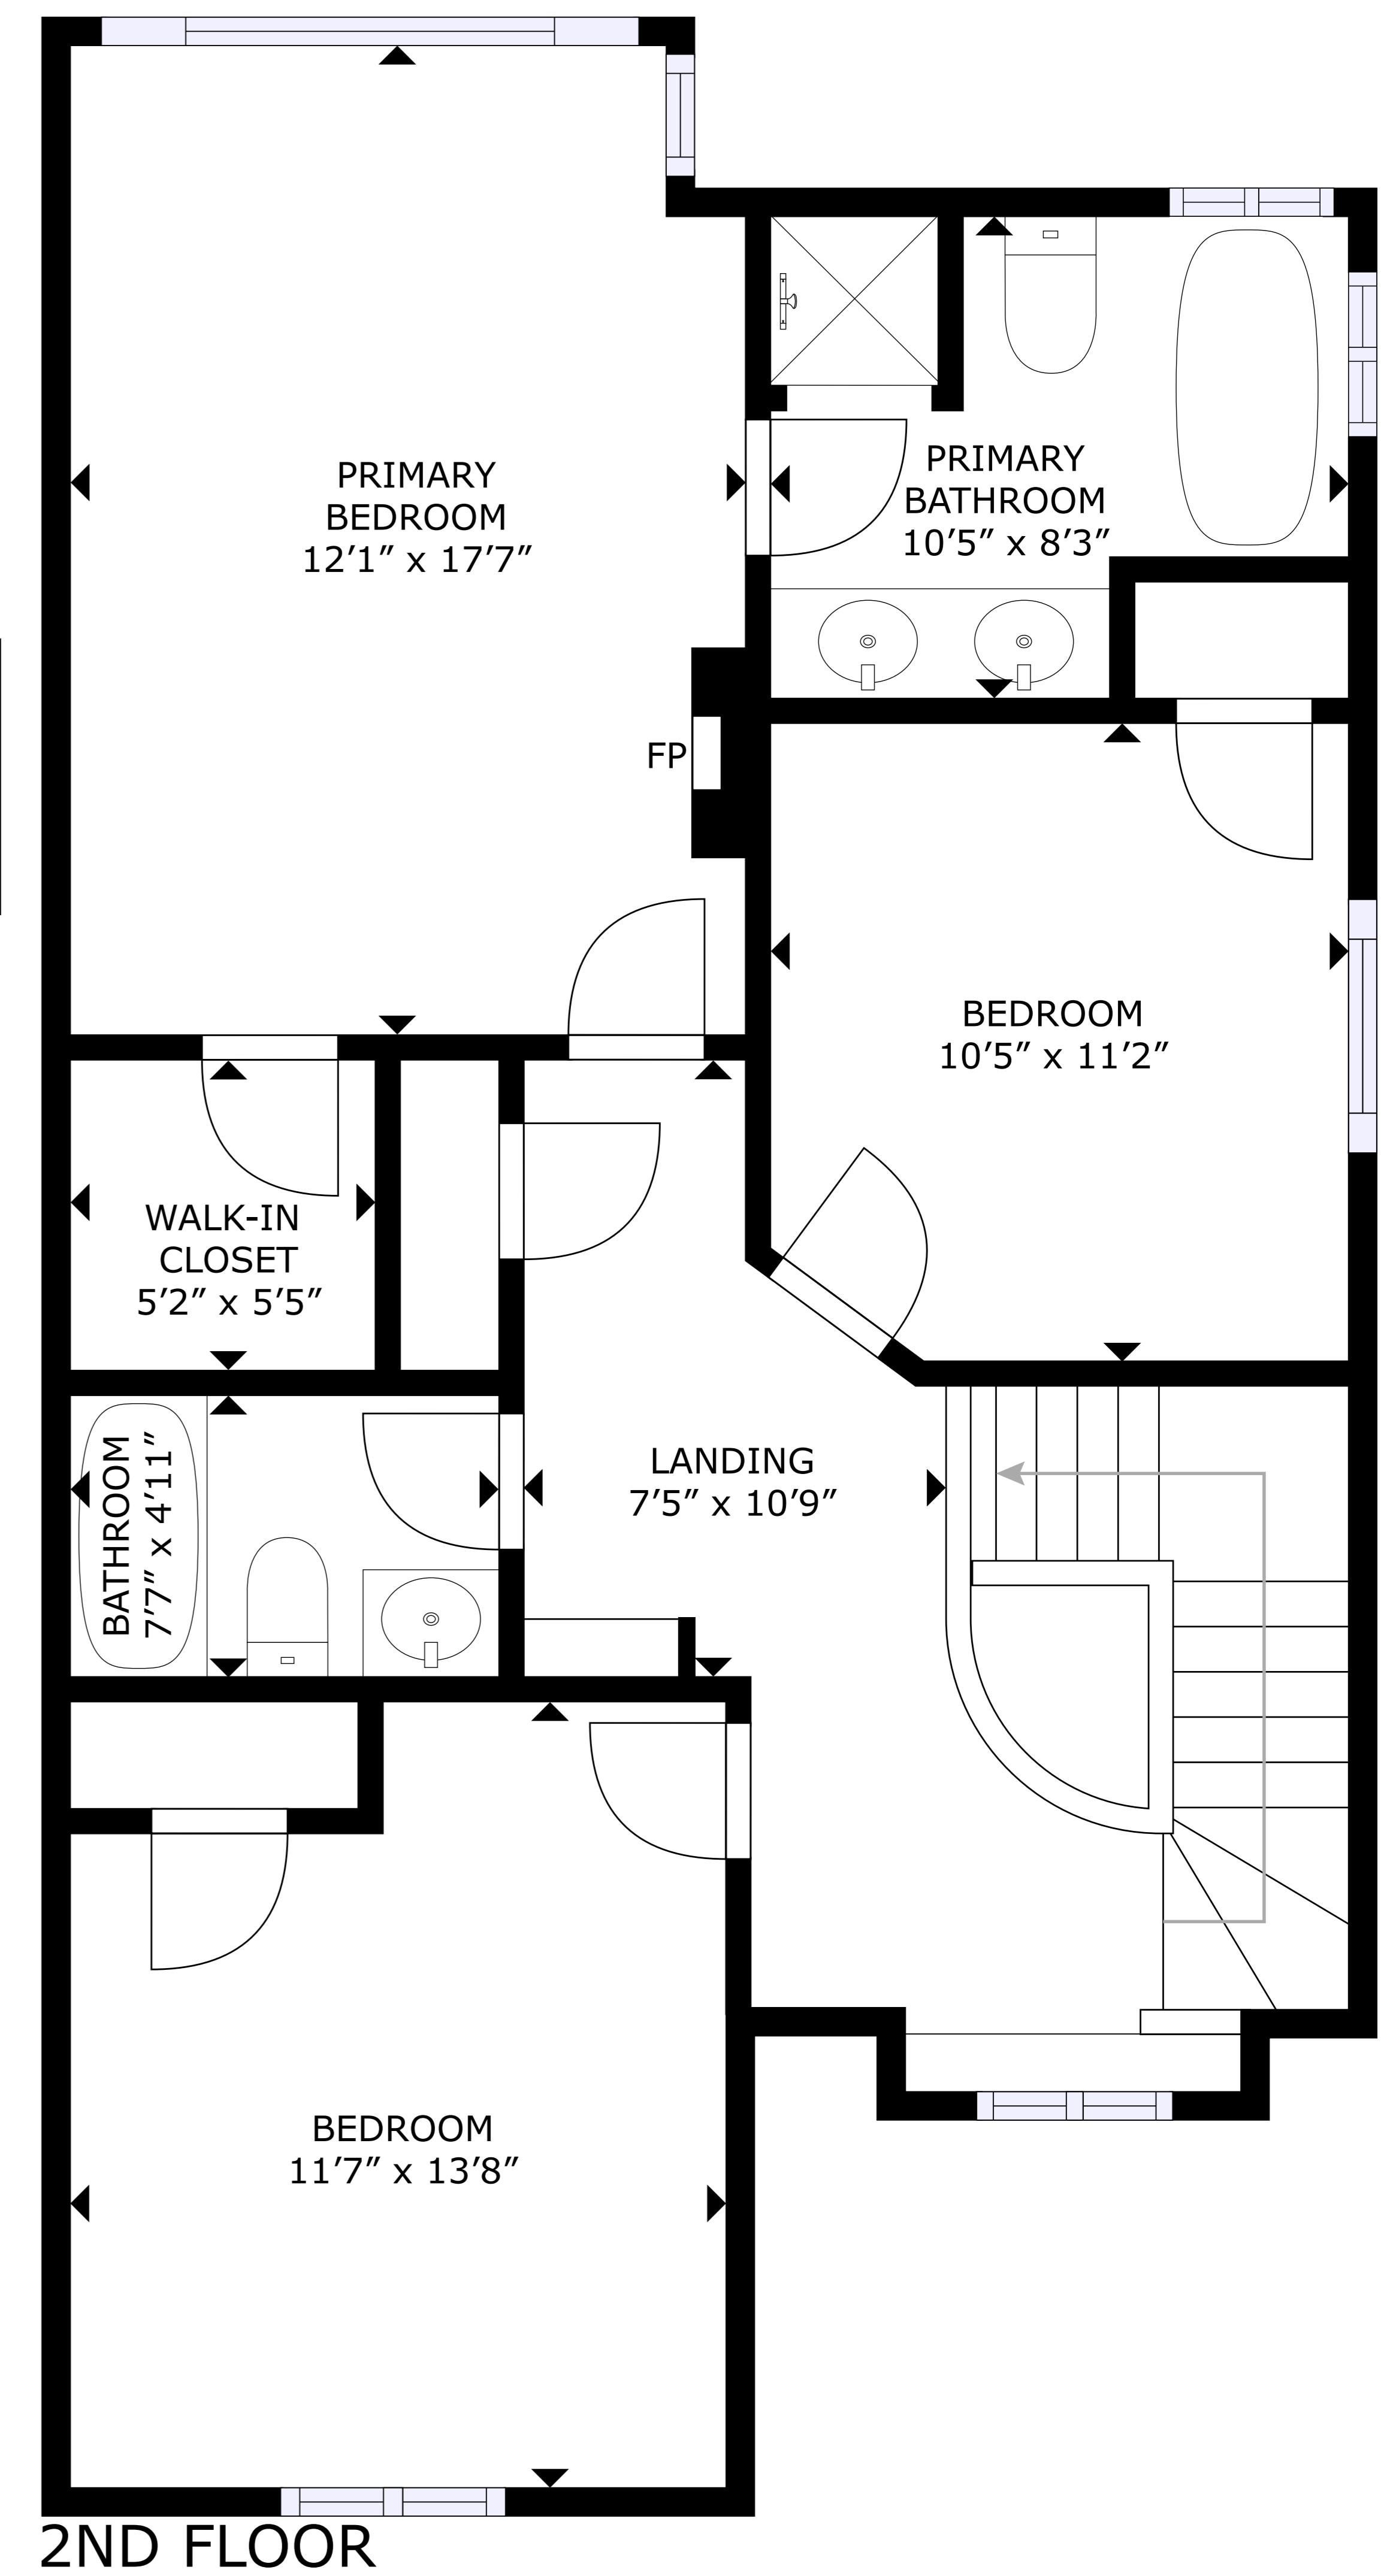 PRIMARY
BEDROOM
12′1″ x 17′7″
PRIMARY
BATHROOM
10′5″ x 8′3″
FP
BEDROOM
10′5″ x 11′2″
WALK-IN
CLOSET
5′2″ x 5′5″
BATHROOM
7′7″ x 4′11″
LANDING
7′5″ x 10′9″
BEDROOM
11′7″ x 13′8″
2ND FLOOR